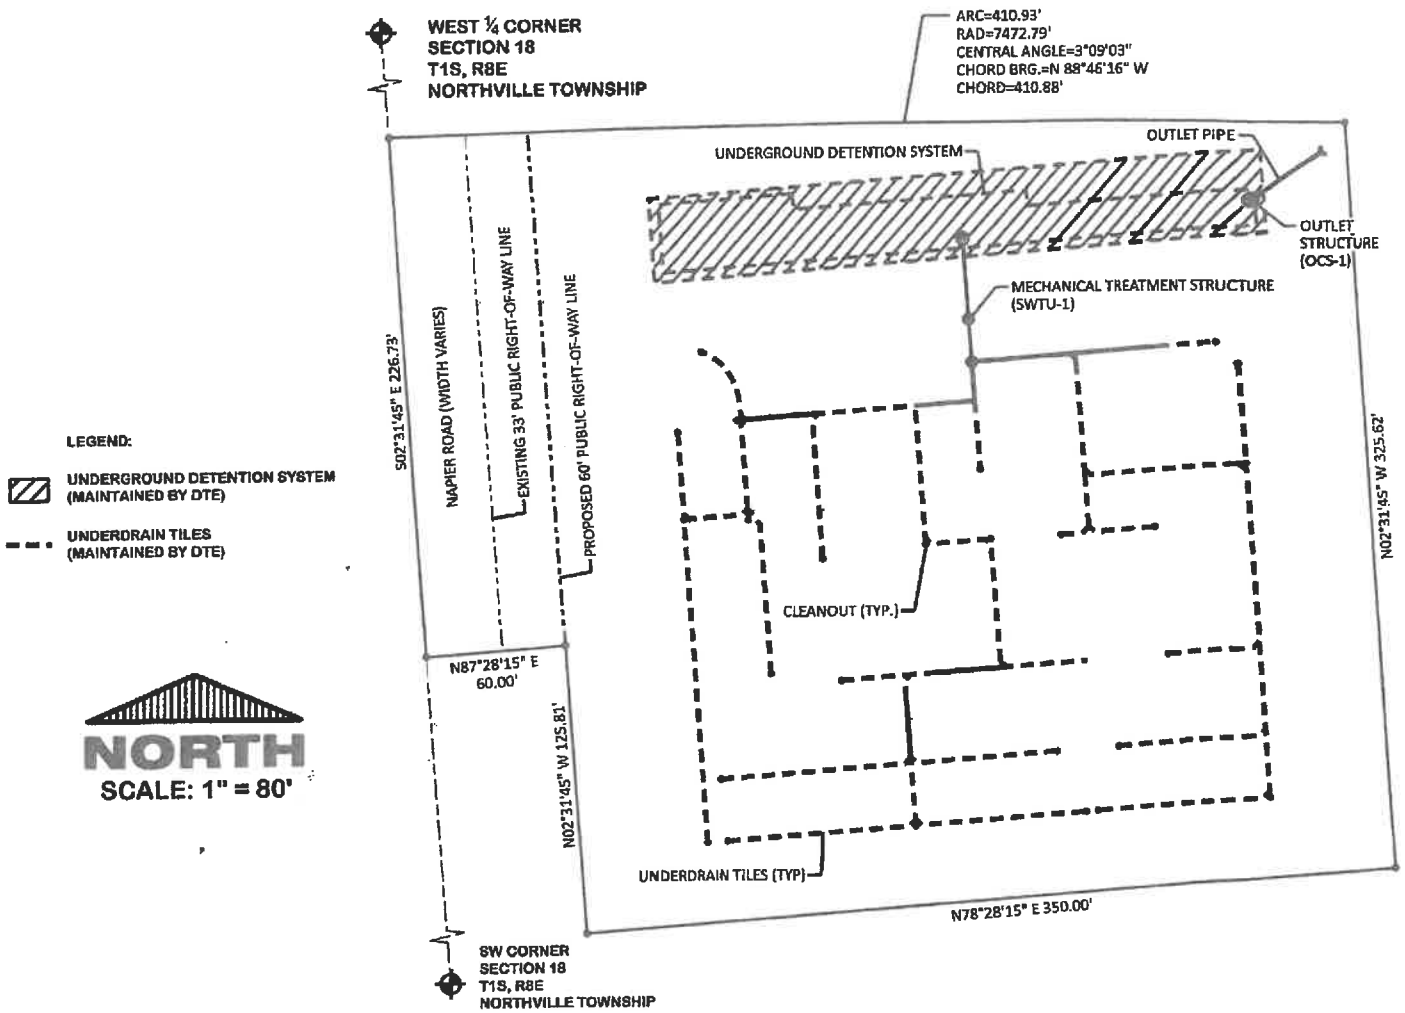 WEST ¼ CORNER
SECTION 18
T1S, R8E
NORTHVILLE TOWNSHIP
ARC=410.93'
RAD=7472.79'
CENTRAL ANGLE=3°09'03"
CHORD BRG.=N 88°46'16" W
CHORD=410.88'
OUTLET PIPE
UNDERGROUND DETENTION SYSTEM
OUTLET
STRUCTURE
(OCS-1)
MECHANICAL TREATMENT STRUCTURE
(SWTU-1)
S02°31'45" E 226.73'
NAPIER ROAD (WIDTH VARIES)
EXISTING 33' PUBLIC RIGHT-OF-WAY LINE
PROPOSED 60' PUBLIC RIGHT-OF-WAY LINE
N02°31'45" W 325.62'
LEGEND:
UNDERGROUND DETENTION SYSTEM
(MAINTAINED BY DTE)
UNDERDRAIN TILES
(MAINTAINED BY DTE)
CLEANOUT (TYP.)
N87°28'15" E
60.00'
N02°31'45" W 125.81'
NORTH
SCALE: 1" = 80'
UNDERDRAIN TILES (TYP)
N78°28'15" E 350.00'
SW CORNER
SECTION 18
T1S, R8E
NORTHVILLE TOWNSHIP